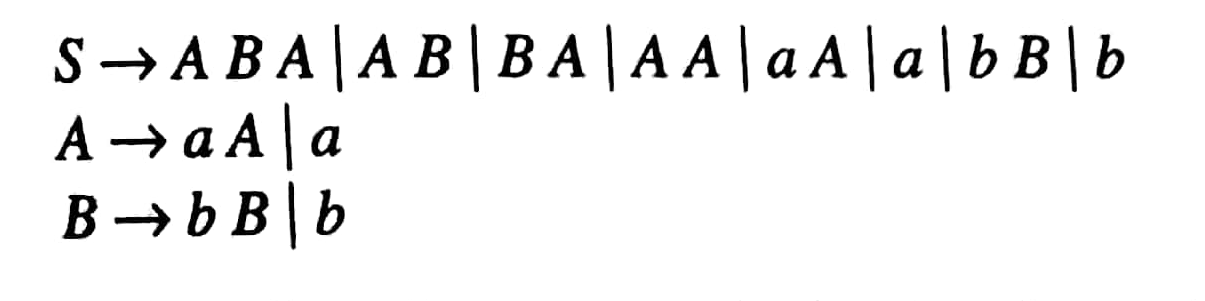 S → A B A | A B | B A | A A | a A | a | b B | b
A → a A | a
B → b B | b